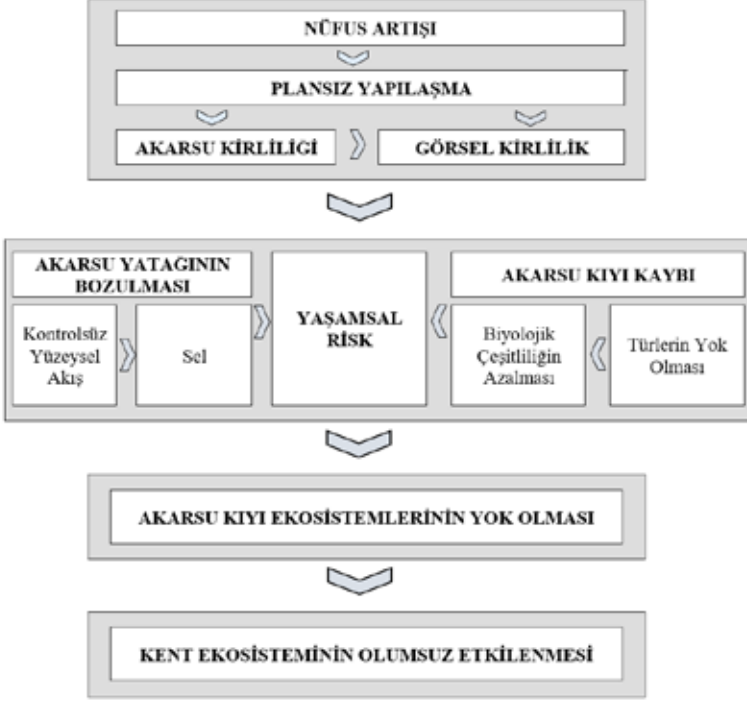 NÜFUS ARTIŞI
PLANSIZ YAPILAŞMA
AKARSU KİRLİLİGİ
GÖRSEL KİRLİLİK
AKARSU YATAĞININ
BOZULMASI
Kontrolsüz
Yüzeysel
Akış
Sel
YAŞAMSAL
RİSK
AKARSU KIYI KAYBI
Biyolojik
Çeşitliliğin
Azalması
Türlerin Yok
Olması
AKARSU KIYI EKOSİSTEMLERİNİN YOK OLMASI
KENT EKOSİSTEMİNİN OLUMSUZ ETKİLENMESİ